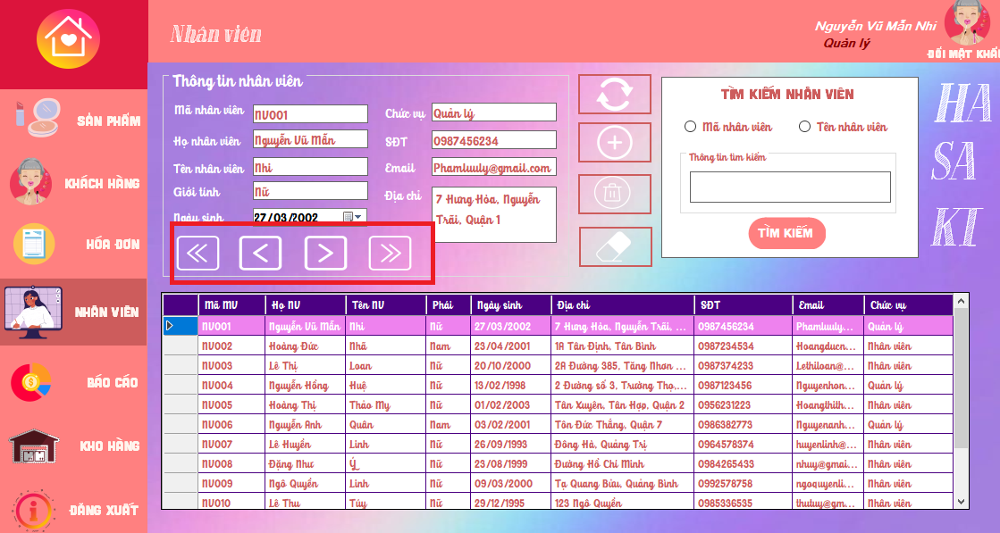 Nhân viên
Nguyễn Vũ Mẫn Nhi
Quản lý
ĐỔI MẬT KHẨ
SẢN PHẨM
KHÁCH HÀNG
HÓA ĐƠN
NHÂN VIÊN
BÁO CÁO
KHO HÀNG
ĐĂNG XUẤT
Thông tin nhân viên
Mã nhân viên NV001
Họ nhân viên Nguyễn Vũ Mẫn
Tên nhân viên Nhi
Giới tính Nữ
Ngày sinh 27/03/2002
Chức vụ Quản lý
SĐT 0987456234
Email Phamluuly@gmail.com
Địa chỉ 7 Hưng Hòa, Nguyễn
Trãi, Quận 1
TÌM KIẾM NHÂN VIÊN
Mã nhân viên Tên nhân viên
Thông tin tìm kiếm
TÌM KIẾM
HA
SA
KI
Mã NV Họ NV Tên NV Phái Ngày sinh Địa chỉ SĐT Email Chức vụ
NV001 Nguyễn Vũ Mẫn Nhi Nữ 27/03/2002 7 Hưng Hòa, Nguyễn Trãi, ... 0987456234 Phamluuly... Quản lý
NV002 Hoàng Đức Nhã Nam 23/04/2001 1A Tân Định, Tân Bình 0987234534 Hoangducn... Nhân viên
NV003 Lê Thị Loan Nữ 20/10/2000 2A Đường 385, Tăng Nhơn ... 0987374233 Lethiloan@... Nhân viên
NV004 Nguyễn Hồng Huệ Nữ 13/02/1998 2 Đường số 3, Trường Thọ,... 0987123456 Nguyenhon... Quản lý
NV005 Hoàng Thị Thảo My Nữ 01/02/2003 Tân Xuyên, Tân Hợp, Quận 2 0956231223 Hoangthith... Nhân viên
NV006 Nguyễn Anh Quân Nam 03/02/2001 Tôn Đức Thắng, Quận 7 0986382773 Nguyenanh... Quản lý
NV007 Lê Huyền Linh Nữ 26/09/1993 Đông Hà, Quảng Trị 0964578374 huyenlinh@... Nhân viên
NV008 Đặng Như Ý Nữ 23/08/1999 Đường Hồ Chí Minh 0984265433 nhuy@gmai... Nhân viên
NV009 Ngô Quyền Linh Nữ 09/03/2000 Tạ Quang Bửu, Quảng Bình 0992578758 ngoquyenli... Nhân viên
NV010 Lê Thu Túy Nữ 29/12/1995 123 Ngô Quyền 0985336535 thutuy@gm... Nhân viên